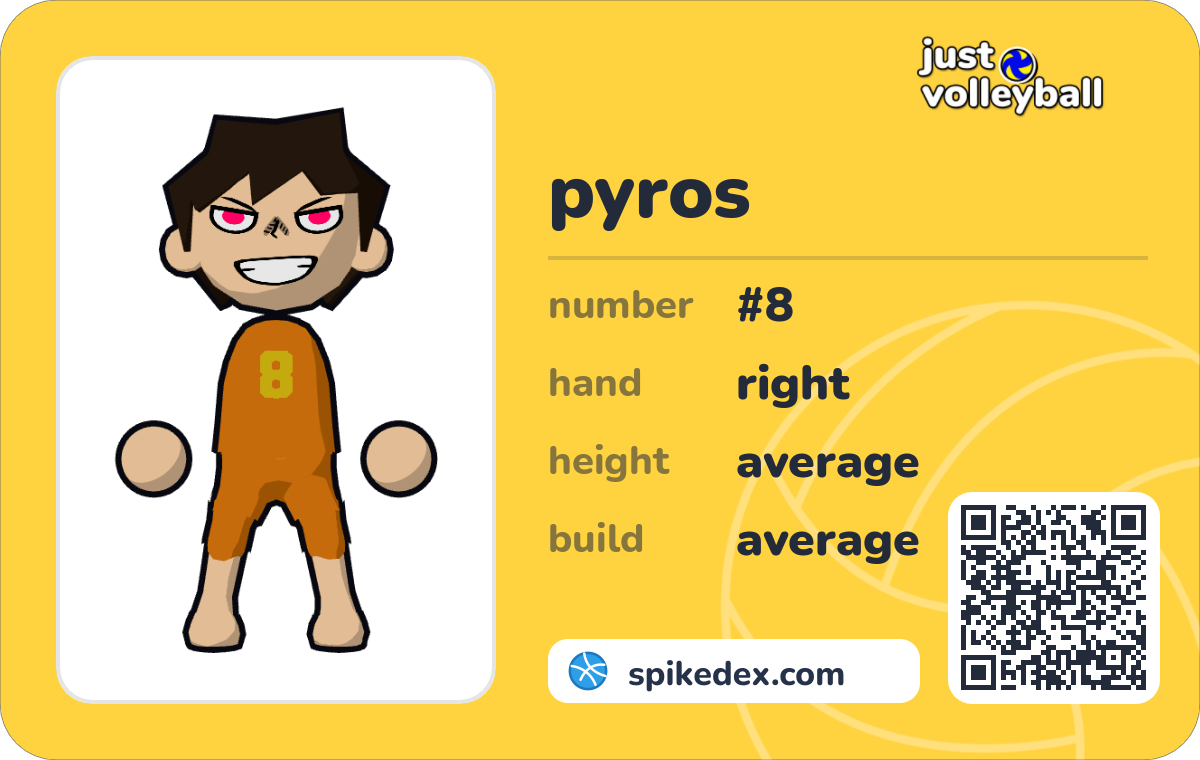 just
volleyball
pyros
number #8
hand right
height average
build average
8
spikedex.com